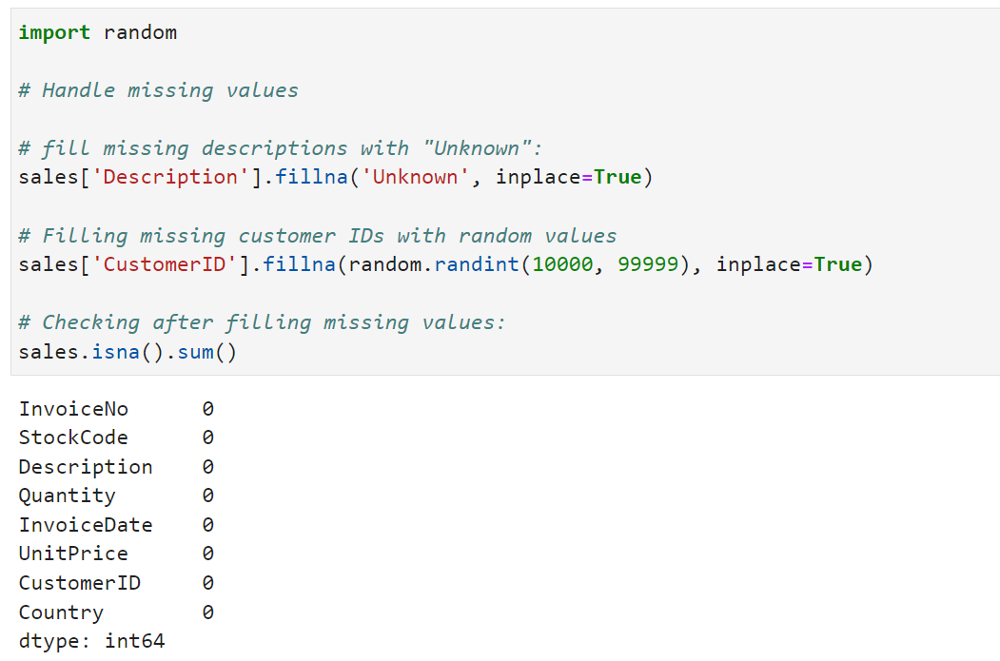 import random
# Handle missing values
# fill missing descriptions with "Unknown":
sales['Description'].fillna('Unknown', inplace=True)
# Filling missing customer IDs with random values
sales['CustomerID'].fillna(random.randint(10000, 99999), inplace=True)
# Checking after filling missing values:
sales.isna().sum()
InvoiceNo      0
StockCode      0
Description    0
Quantity       0
InvoiceDate    0
UnitPrice      0
CustomerID     0
Country        0
dtype: int64